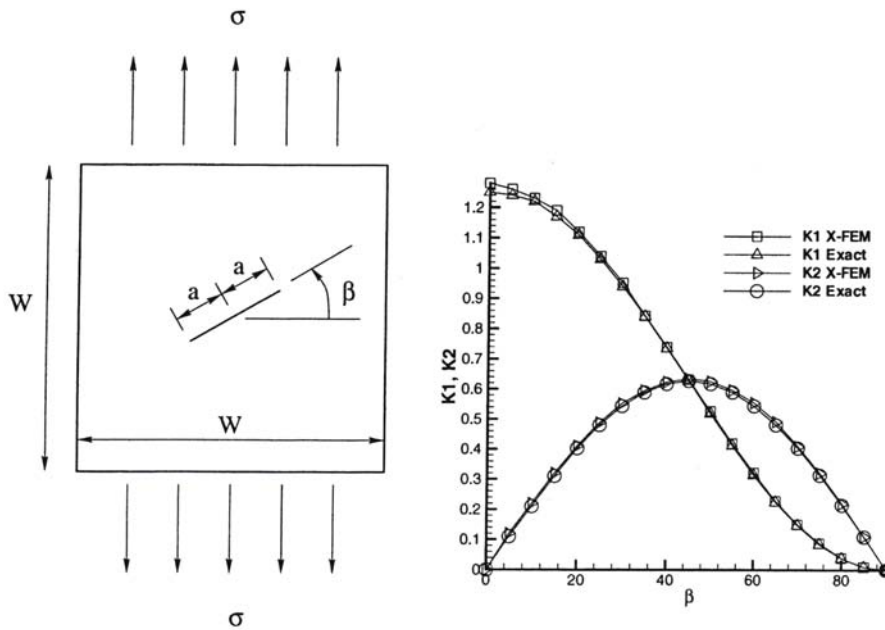 σ
W
a
a
β
W
σ
K1, K2
1.2
1.1
1
0.9
0.8
0.7
0.6
0.5
0.4
0.3
0.2
0.1
0
0 20 40 60 80
β
K1 X-FEM
K1 Exact
K2 X-FEM
K2 Exact